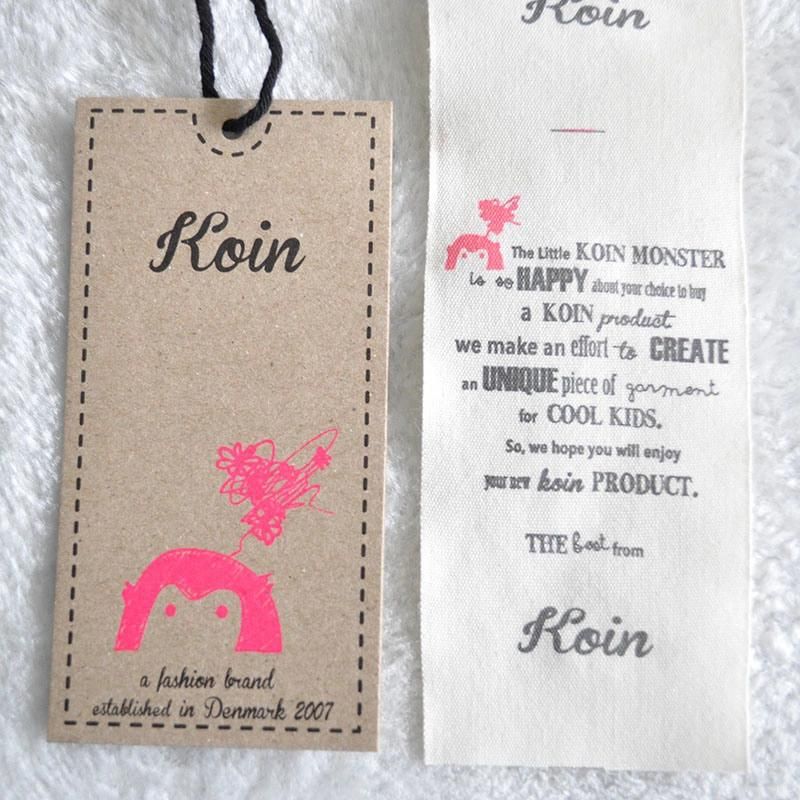 Koin
a fashion brand
established in Denmark 2007
Koin
The Little KOIN MONSTER
is so HAPPY about your choice to buy
a KOIN product
we make an effort to CREATE
an UNIQUE piece of garment
for COOL KIDS.
So, we hope you will enjoy
your new koin PRODUCT.
THE best from
Koin